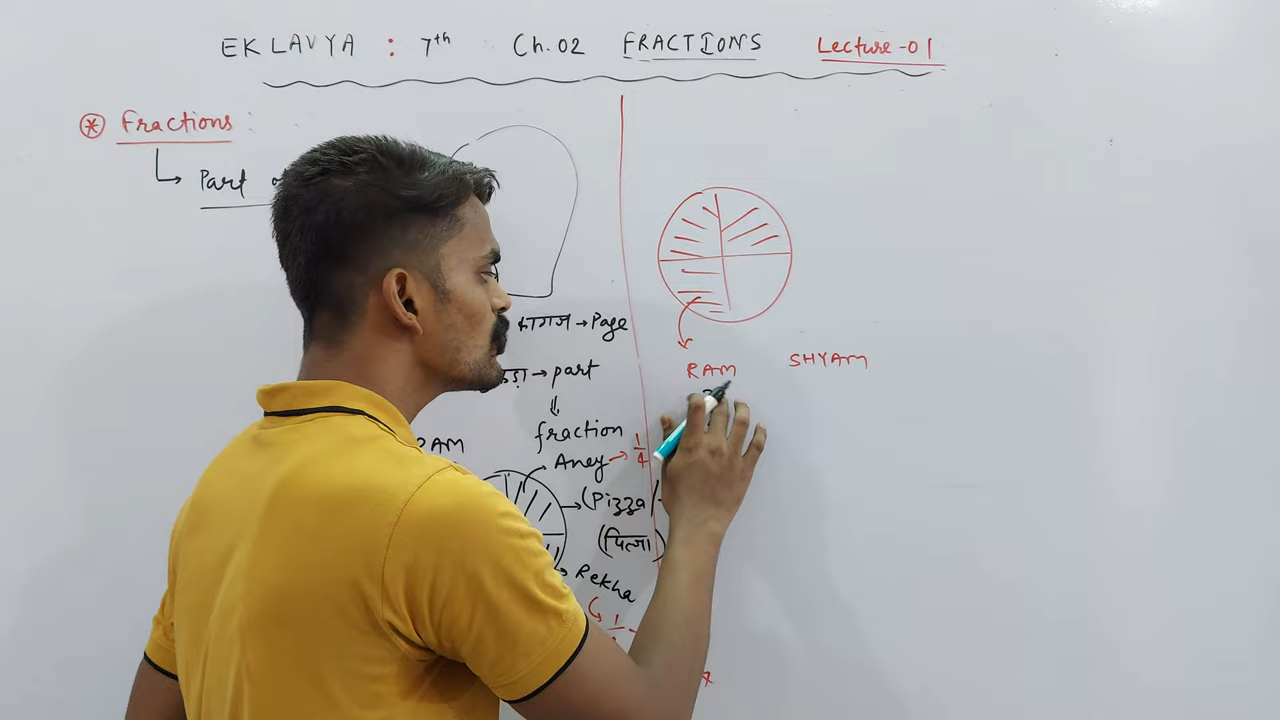 EKLAVYA : 7th Ch.02 FRACTIONS Lecture-01
* Fractions :
Part
कागज → Page
→ part
fraction
RAM
Aney → 1/4
(Pizza)
(पित्जा)
Rekha
RAM
SHYAM